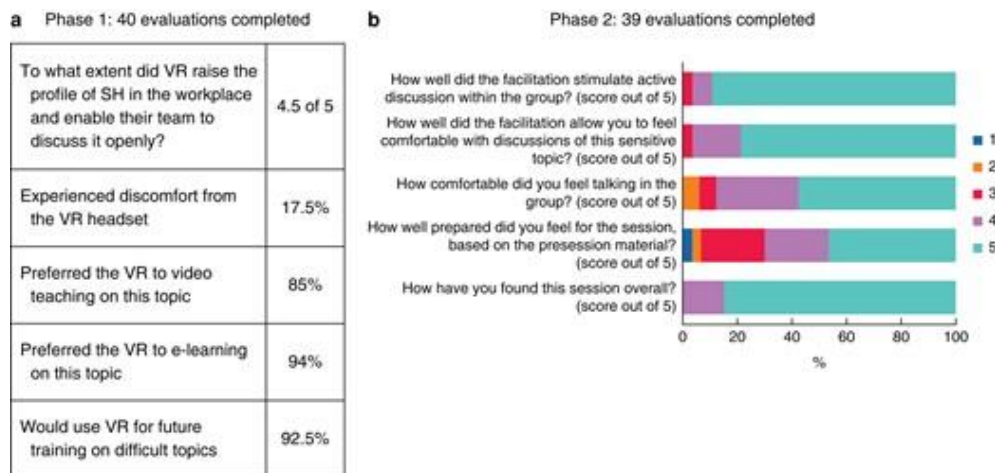 a Phase 1: 40 evaluations completed
To what extent did VR raise the
profile of SH in the workplace
and enable their team to
discuss it openly?
4.5 of 5
Experienced discomfort from
the VR headset
17.5%
Preferred the VR to video
teaching on this topic
85%
Preferred the VR to e-learning
on this topic
94%
Would use VR for future
training on difficult topics
92.5%
b Phase 2: 39 evaluations completed
How well did the facilitation stimulate active
discussion within the group? (score out of 5)
How well did the facilitation allow you to feel
comfortable with discussions of this sensitive
topic? (score out of 5)
How comfortable did you feel talking in the
group? (score out of 5)
How well prepared did you feel for the session,
based on the presession material?
(score out of 5)
How have you found this session overall?
(score out of 5)
0 20 40 60 80 100
%
1
2
3
4
5